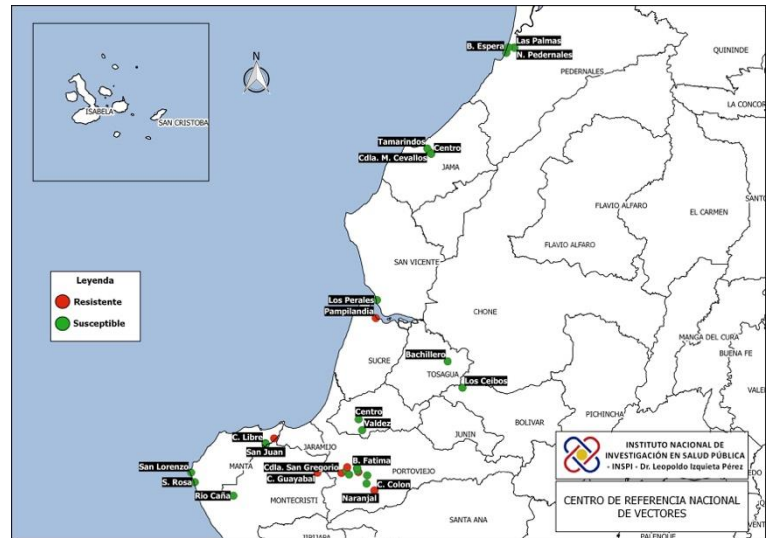 ISABELA
SAN CRISTOBA
N
B. Espera
Las Palmas
N. Pedernales
QUININDE
PEDERNALES
LA CONCOR
Tamarindos
Centro
Cdla. M. Cevallos
JAMA
SANTO
FLAVIO ALFARO
EL CARMEN
FLAVIO ALFARO
SAN VICENTE
Leyenda
Resistente
Susceptible
Los Perales
Pampilandia
CHONE
MANGA DEL CURA
BUENA FE
SUCRE
Bachillero
TOSAGUA
Los Ceibos
VALE
PICHINCHA
Centro
Valdez
BOLIVAR
JUNIN
C. Libre
San Juan
JARAMIJO
INSTITUTO NACIONAL DE
INVESTIGACIÓN EN SALUD PÚBLICA
- INSPI - Dr. Leopoldo Izquieta Pérez
San Lorenzo
MANTA
Cdla. San Gregorio
B. Fatima
PORTOVIEJO
S. Rosa
C. Guayabal
C. Colon
Rio Caña
MONTECRISTI
Naranjal
CENTRO DE REFERENCIA NACIONAL
DE VECTORES
SANTA ANA
JIPIJAPA
PALENQUE